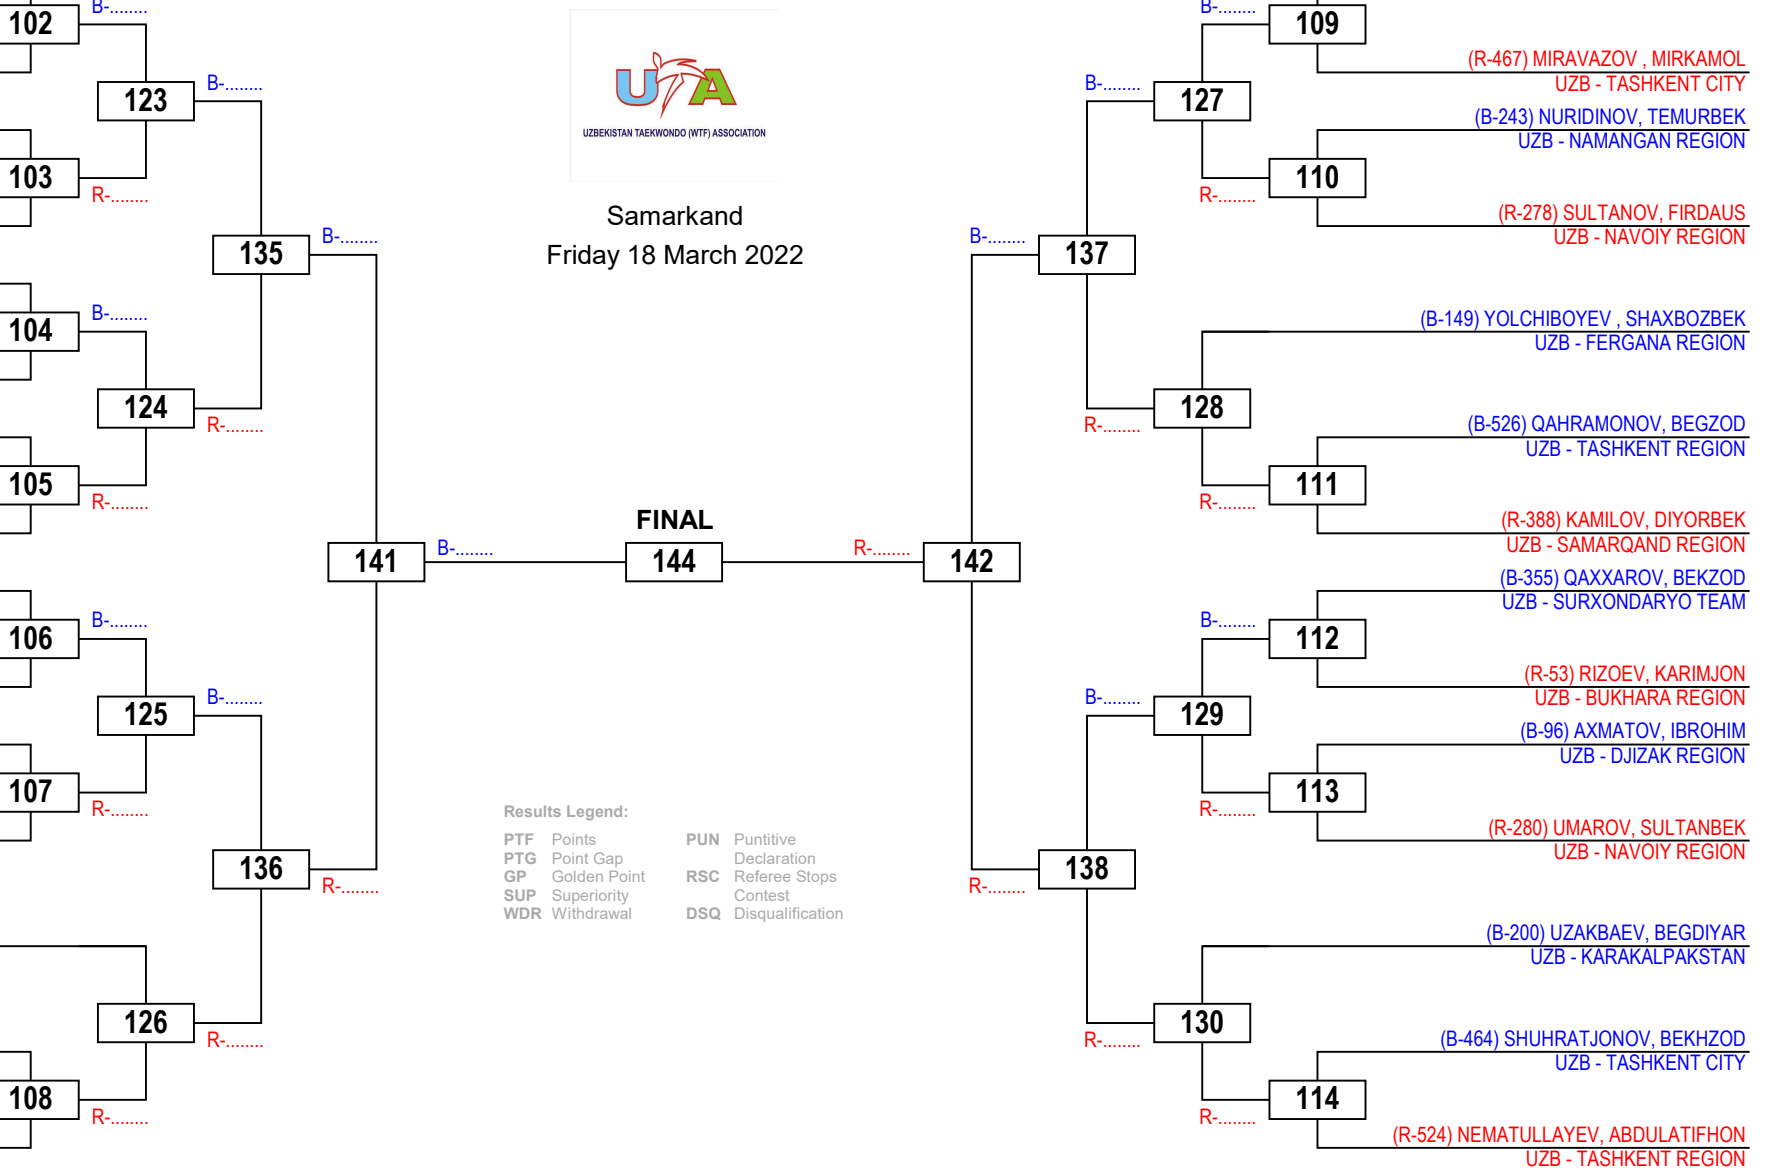 102
B-........
123
B-........
103
R-........
135
B-........
104
B-........
124
R-........
105
R-........
141
B-........
106
B-........
125
B-........
107
R-........
136
R-........
126
R-........
108
R-........
UTA
UZBEKISTAN TAEKWONDO (WTF) ASSOCIATION
Samarkand
Friday 18 March 2022
FINAL
144
Results Legend:
PTF Points
PTG Point Gap
GP Golden Point
SUP Superiority
WDR Withdrawal
PUN Puntitive
Declaration
RSC Referee Stops
Contest
DSQ Disqualification
R-........
142
B-........
137
R-........
138
B-........
127
R-........
128
B-........
129
R-........
130
B-........
109
R-........
110
R-........
111
B-........
112
R-........
113
R-........
114
(R-467) MIRAVAZOV , MIRKAMOL
UZB - TASHKENT CITY
(B-243) NURIDINOV, TEMURBEK
UZB - NAMANGAN REGION
(R-278) SULTANOV, FIRDAUS
UZB - NAVOIY REGION
(B-149) YOLCHIBOYEV , SHAXBOZBEK
UZB - FERGANA REGION
(B-526) QAHRAMONOV, BEGZOD
UZB - TASHKENT REGION
(R-388) KAMILOV, DIYORBEK
UZB - SAMARQAND REGION
(B-355) QAXXAROV, BEKZOD
UZB - SURXONDARYO TEAM
(R-53) RIZOEV, KARIMJON
UZB - BUKHARA REGION
(B-96) AXMATOV, IBROHIM
UZB - DJIZAK REGION
(R-280) UMAROV, SULTANBEK
UZB - NAVOIY REGION
(B-200) UZAKBAEV, BEGDIYAR
UZB - KARAKALPAKSTAN
(B-464) SHUHRATJONOV, BEKHZOD
UZB - TASHKENT CITY
(R-524) NEMATULLAYEV, ABDULATIFHON
UZB - TASHKENT REGION